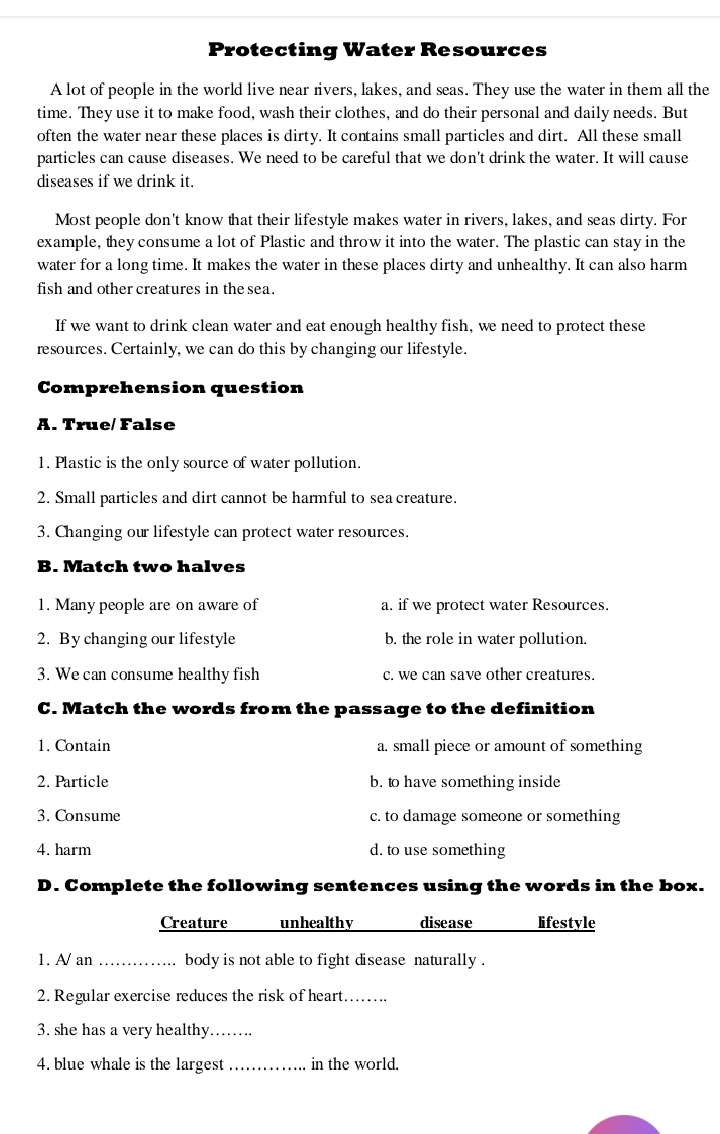 Protecting Water Resources
A lot of people in the world live near rivers, lakes, and seas. They use the water in them all the
time. They use it to make food, wash their clothes, and do their personal and daily needs. But
often the water near these places is dirty. It contains small particles and dirt. All these small
particles can cause diseases. We need to be careful that we don't drink the water. It will cause
diseases if we drink it.
Most people don't know that their lifestyle makes water in rivers, lakes, and seas dirty. For
example, they consume a lot of Plastic and throw it into the water. The plastic can stay in the
water for a long time. It makes the water in these places dirty and unhealthy. It can also harm
fish and other creatures in the sea.
If we want to drink clean water and eat enough healthy fish, we need to protect these
resources. Certainly, we can do this by changing our lifestyle.
Comprehension question
A. True/ False
1. Plastic is the only source of water pollution.
2. Small particles and dirt cannot be harmful to sea creature.
3. Changing our lifestyle can protect water resources.
B. Match two halves
1. Many people are on aware of a. if we protect water Resources.
2. By changing our lifestyle b. the role in water pollution.
3. We can consume healthy fish c. we can save other creatures.
C. Match the words from the passage to the definition
1. Contain a. small piece or amount of something
2. Particle b. to have something inside
3. Consume c. to damage someone or something
4. harm d. to use something
D. Complete the following sentences using the words in the box.
Creature unhealthy disease lifestyle
1. A/ an ………….. body is not able to fight disease naturally .
2. Regular exercise reduces the risk of heart……..
3. she has a very healthy……..
4. blue whale is the largest ………….. in the world.